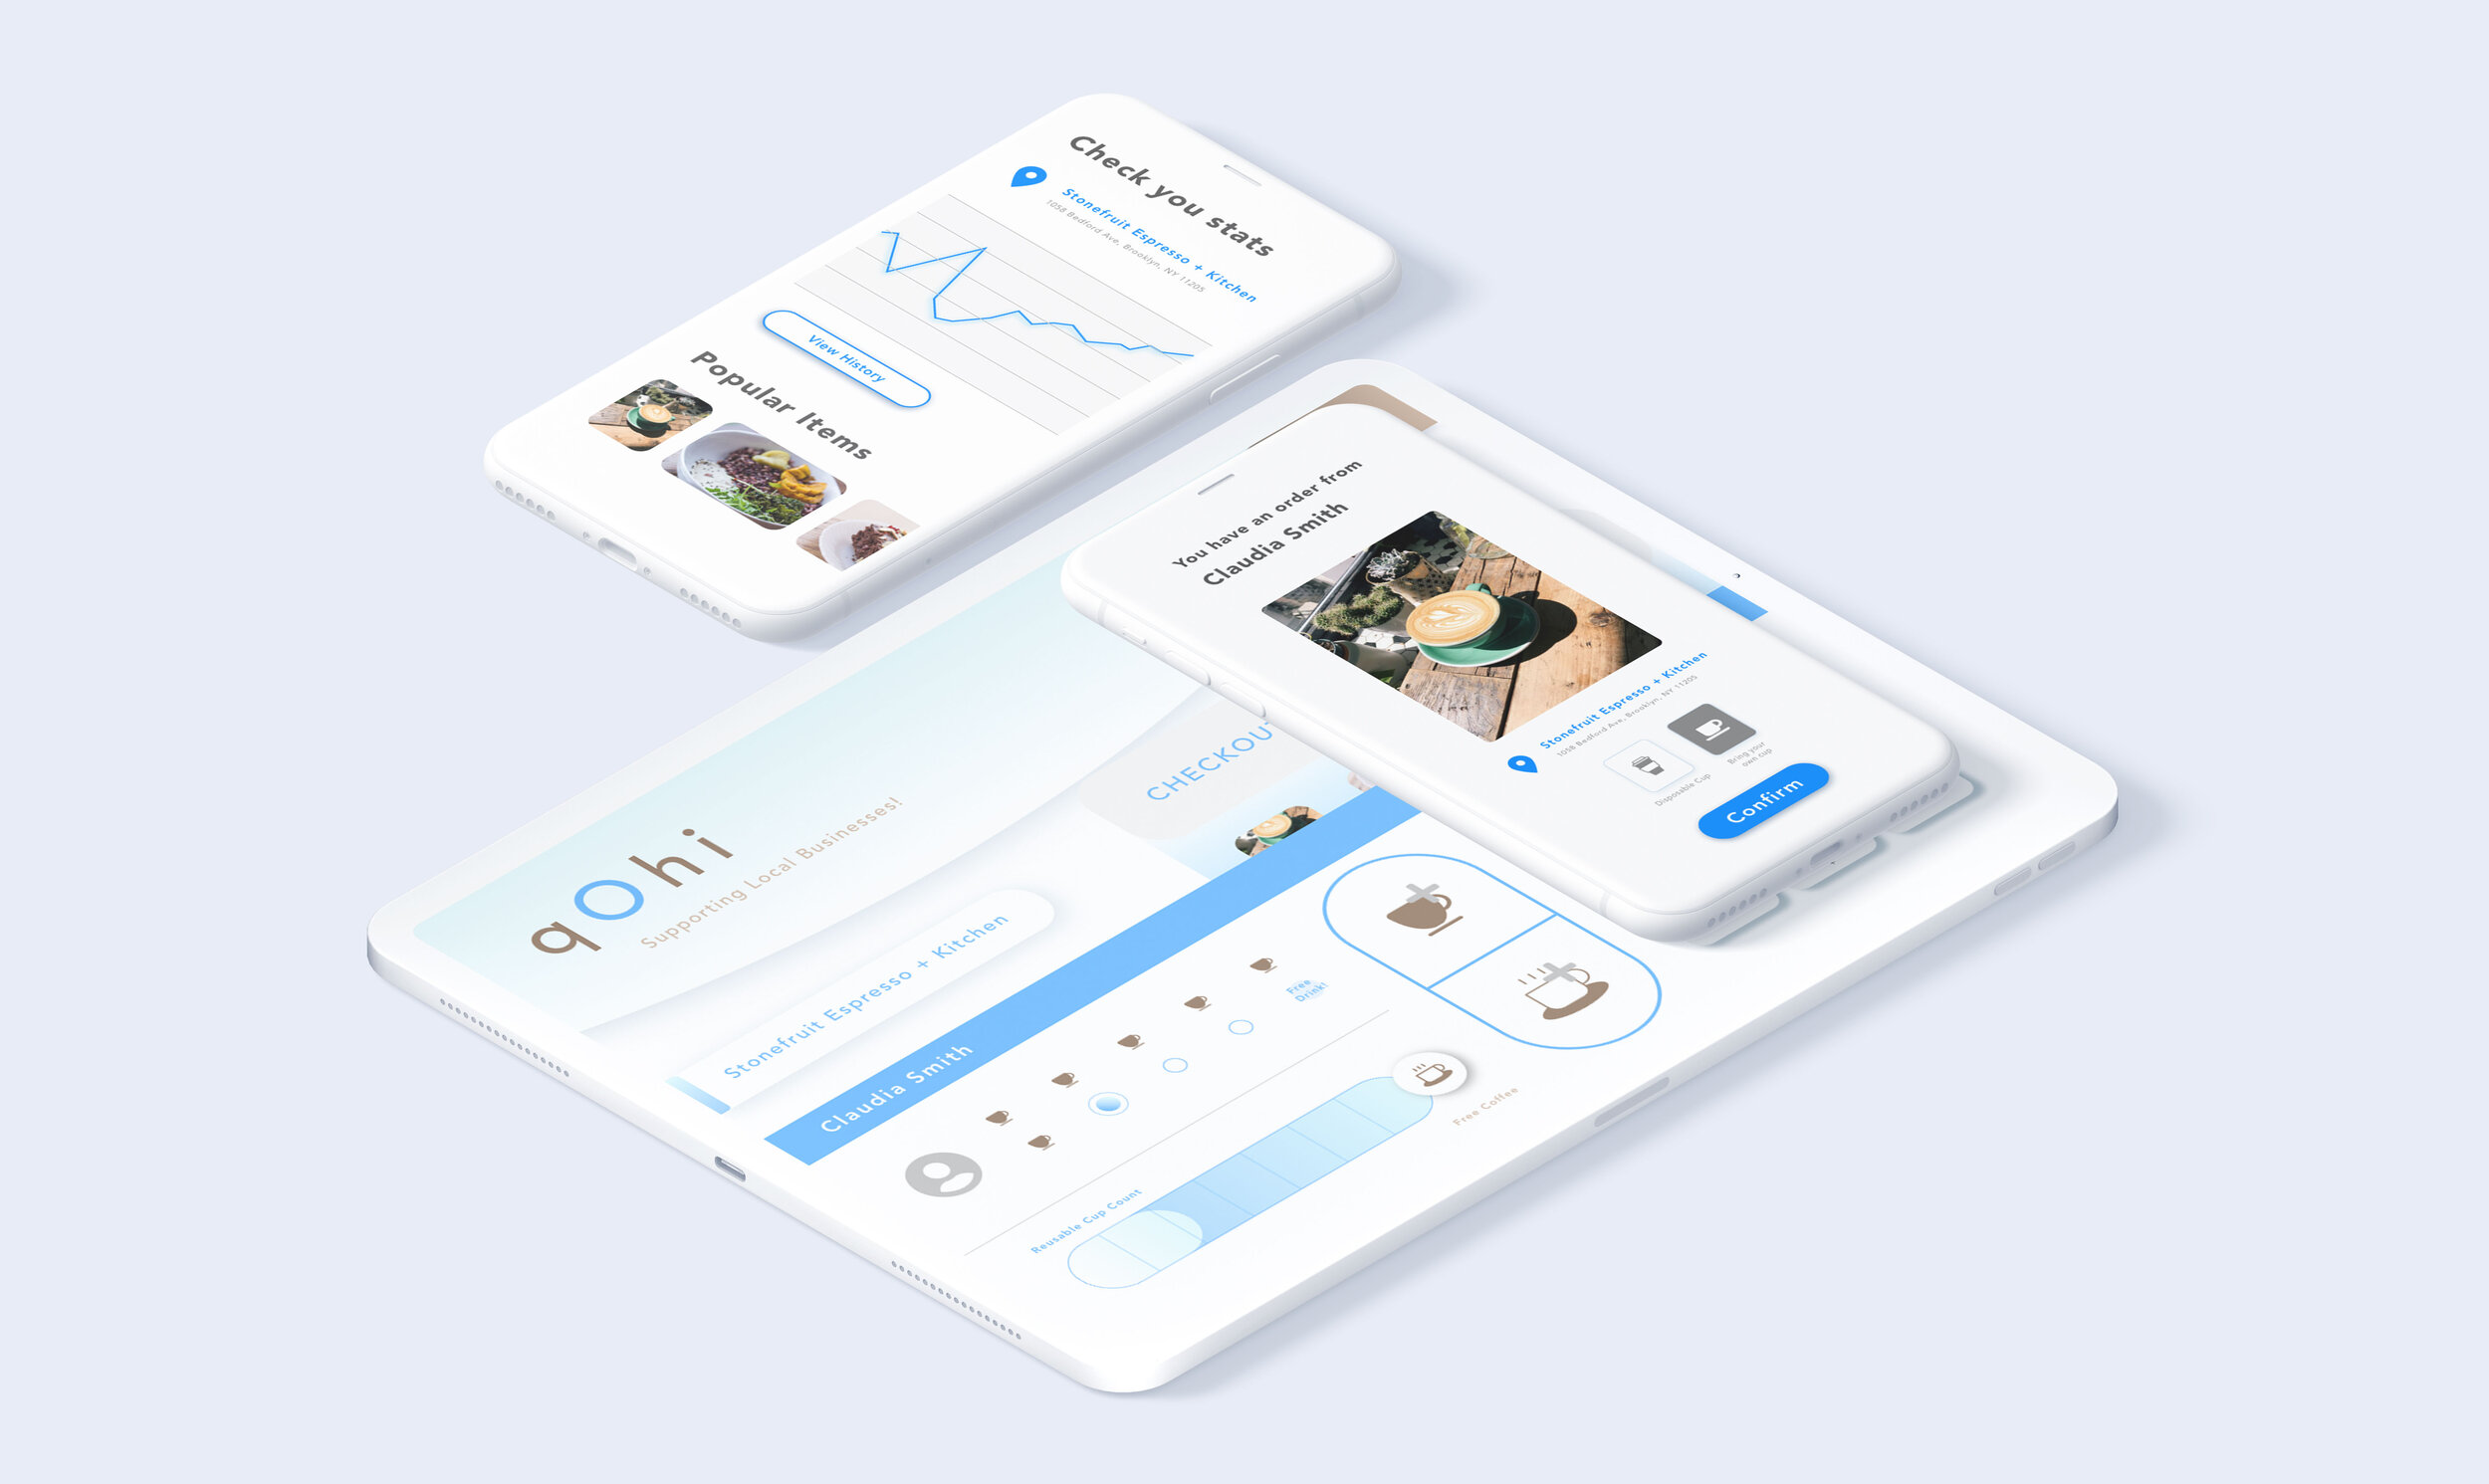 Check you stats
Stonefruit Espresso + Kitchen
1058 Bedford Ave, Brooklyn, NY 11205
View History
Popular Items
You have an order from
Claudia Smith
Stonefruit Espresso + Kitchen
1058 Bedford Ave, Brooklyn, NY 11205
Disposable Cup
Bring your
own cup
Confirm
qOhi
Supporting Local Businesses!
CHECKOUT
Stonefruit Espresso + Kitchen
Claudia Smith
Free
Drink!
Reusable Cup Count
Free Coffee